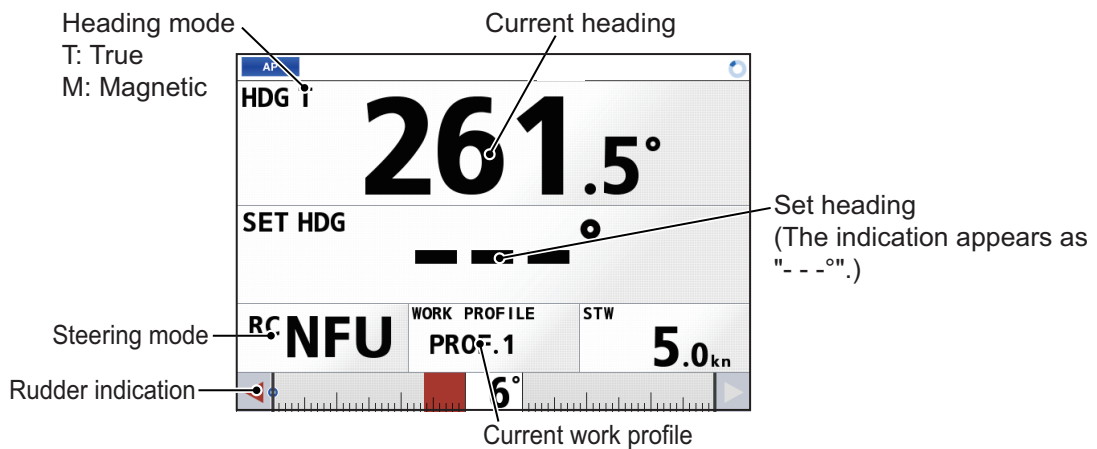 Heading mode
T: True
M: Magnetic
Current heading
AP
HDG T
261.5°
SET HDG
---°
Set heading
(The indication appears as
"- - -°".)
Steering mode
RC NFU
WORK PROFILE
PROF.1
STW
5.0kn
Rudder indication
6°
Current work profile